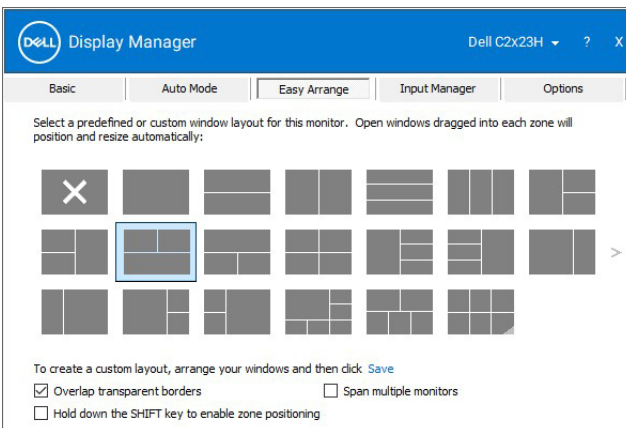 DELL Display Manager Dell C2x23H ? X
Basic Auto Mode Easy Arrange Input Manager Options
Select a predefined or custom window layout for this monitor. Open windows dragged into each zone will
position and resize automatically:
>
To create a custom layout, arrange your windows and then click Save
Overlap transparent borders Span multiple monitors
Hold down the SHIFT key to enable zone positioning